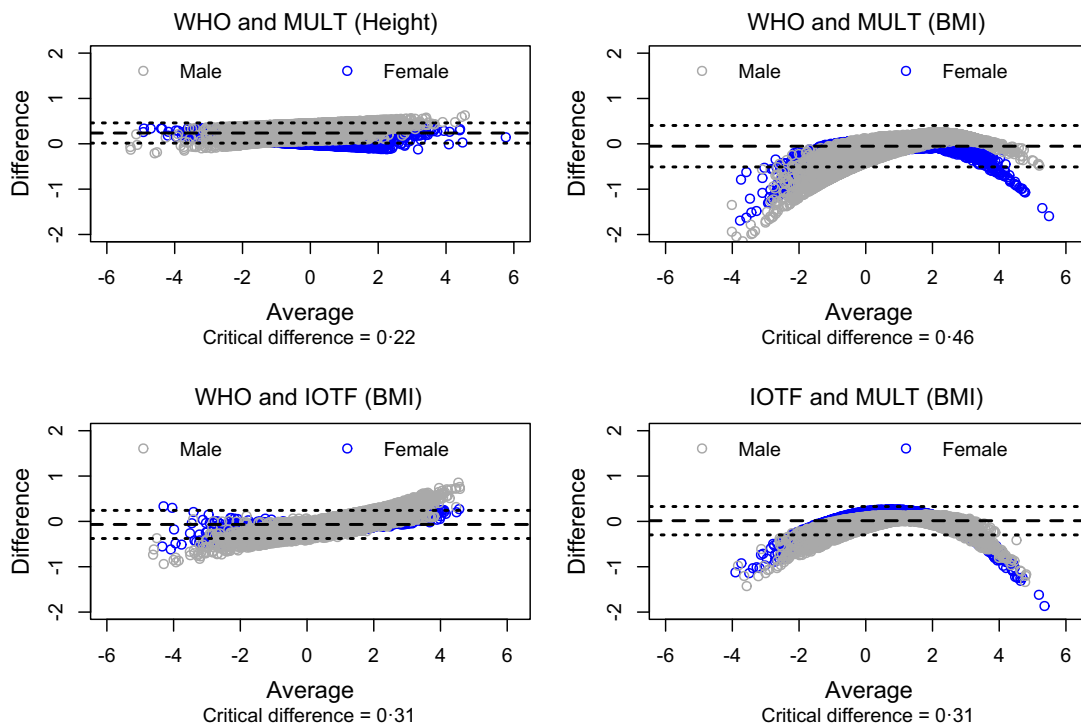 WHO and MULT (Height)
Male
Female
Difference
2
1
0
-1
-2
-6
-4
-2
0
2
4
6
Average
Critical difference = 0·22
WHO and MULT (BMI)
Male
Female
Difference
2
1
0
-1
-2
-6
-4
-2
0
2
4
6
Average
Critical difference = 0·46
WHO and IOTF (BMI)
Male
Female
Difference
2
1
0
-1
-2
-6
-4
-2
0
2
4
6
Average
Critical difference = 0·31
IOTF and MULT (BMI)
Male
Female
Difference
2
1
0
-1
-2
-6
-4
-2
0
2
4
6
Average
Critical difference = 0·31